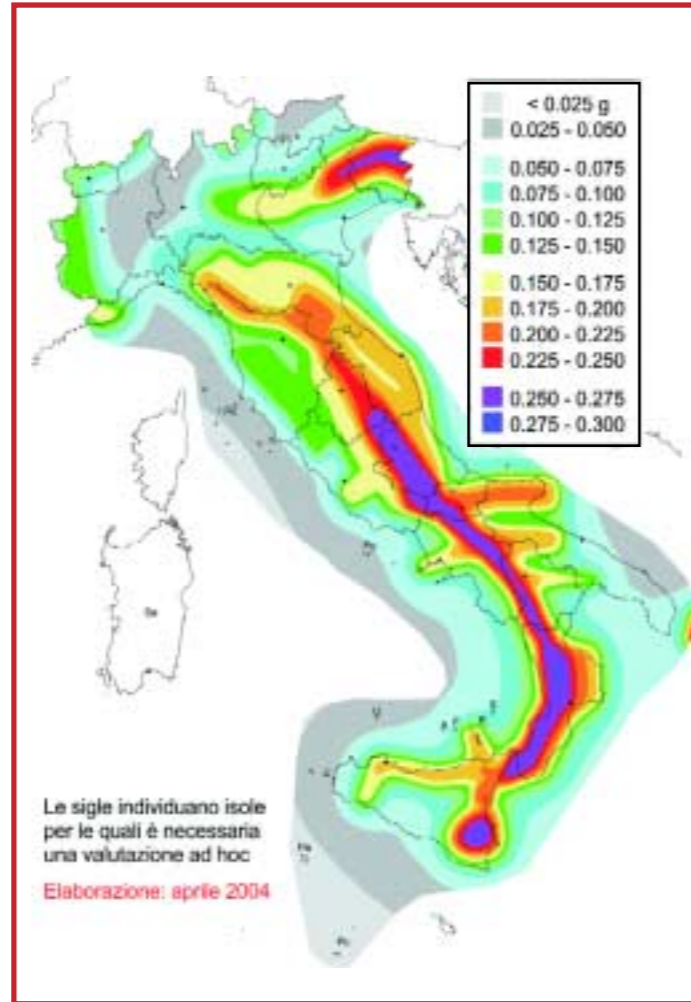 < 0.025 g
0.025 - 0.050
0.050 - 0.075
0.075 - 0.100
0.100 - 0.125
0.125 - 0.150
0.150 - 0.175
0.175 - 0.200
0.200 - 0.225
0.225 - 0.250
0.250 - 0.275
0.275 - 0.300
Le sigle individuano isole
per le quali è necessaria
una valutazione ad hoc
Elaborazione: aprile 2004